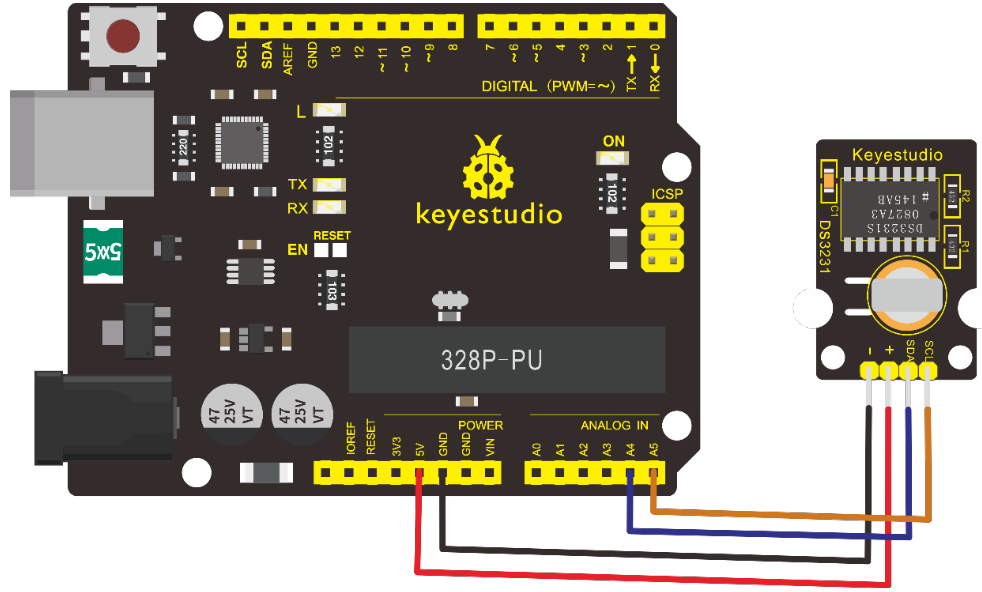 SCL
SDA
AREF
GND
13
12
~11
~10
~9
8
7
~6
~5
4
~3
2
TX→1
RX←0
DIGITAL (PWM=~)
L
220
102
TX
RX
keyestudio
ON
102
ICSP
RESET
EN
103
5x5
328P-PU
47
25V
VT
47
25V
VT
POWER
ANALOG IN
IOREF
RESET
3V3
5V
GND
GND
VIN
A0
A1
A2
A3
A4
A5
Keyestudio
C1
DS3231
DS3231S
0827A3
# 145AB
R2
R1
-
+
SDA
SCL